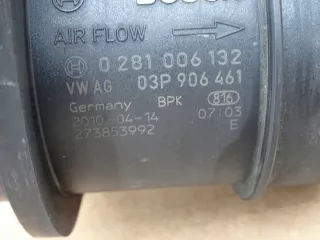 BOSCH
AIR FLOW
0 281 006 132
VW AG 03P 906 461
Germany BPK 816
2010-04-14 07:03
273853992 E